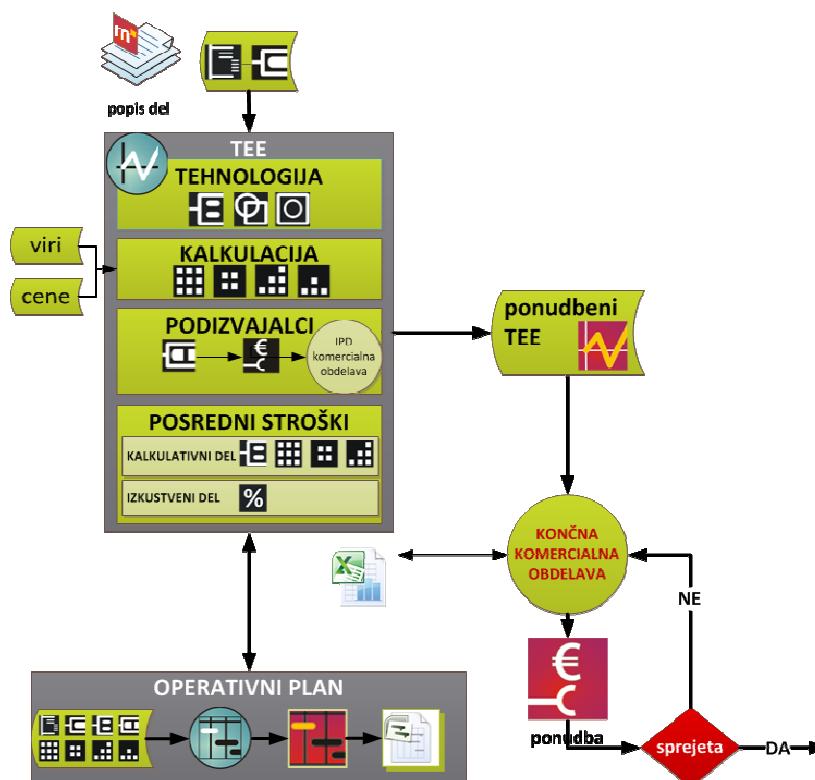 popis del
TEE
TEHNOLOGIJA
viri
cene
KALKULACIJA
PODIZVAJALCI
IPD
komercialna
obdelava
ponudbeni
TEE
POSREDNI STROŠKI
KALKULATIVNI DEL
IZKUSTVENI DEL
%
KONČNA
KOMERCIALNA
OBDELAVA
NE
€
ponudba
sprejeta
DA
OPERATIVNI PLAN